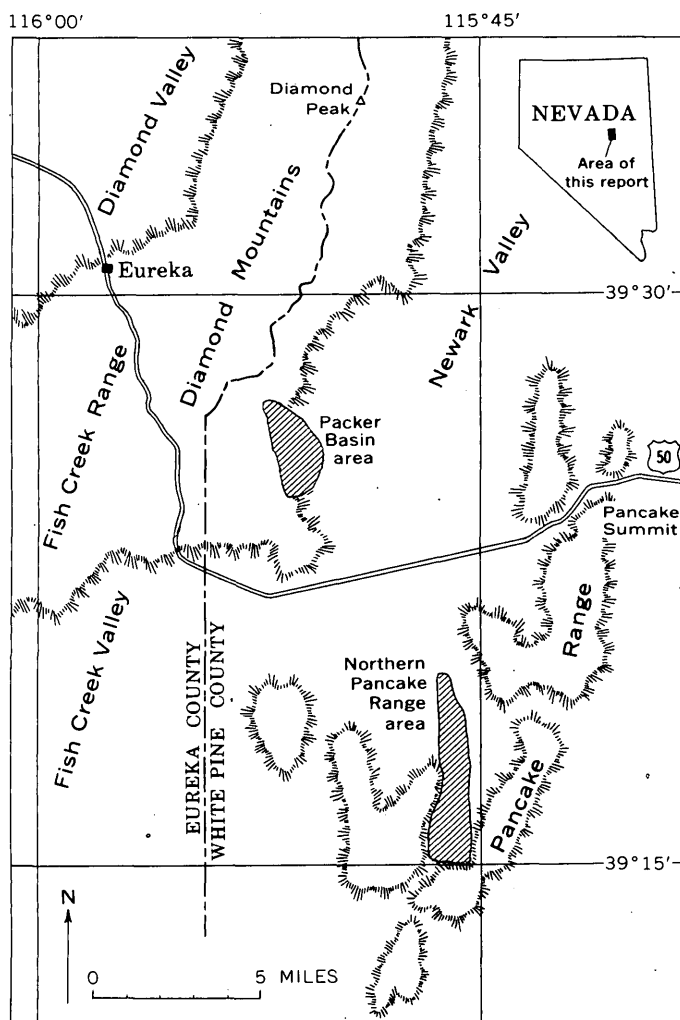 116°00'
115°45'
Diamond Valley
Diamond
Peak
NEVADA
Area of
this report
Diamond Mountains
Newark Valley
Eureka
39°30'
Fish Creek Range
Packer
Basin
area
50
Pancake
Summit
Fish Creek Valley
EUREKA COUNTY
WHITE PINE COUNTY
Northern
Pancake
Range
area
Pancake Range
39°15'
N
0 5 MILES